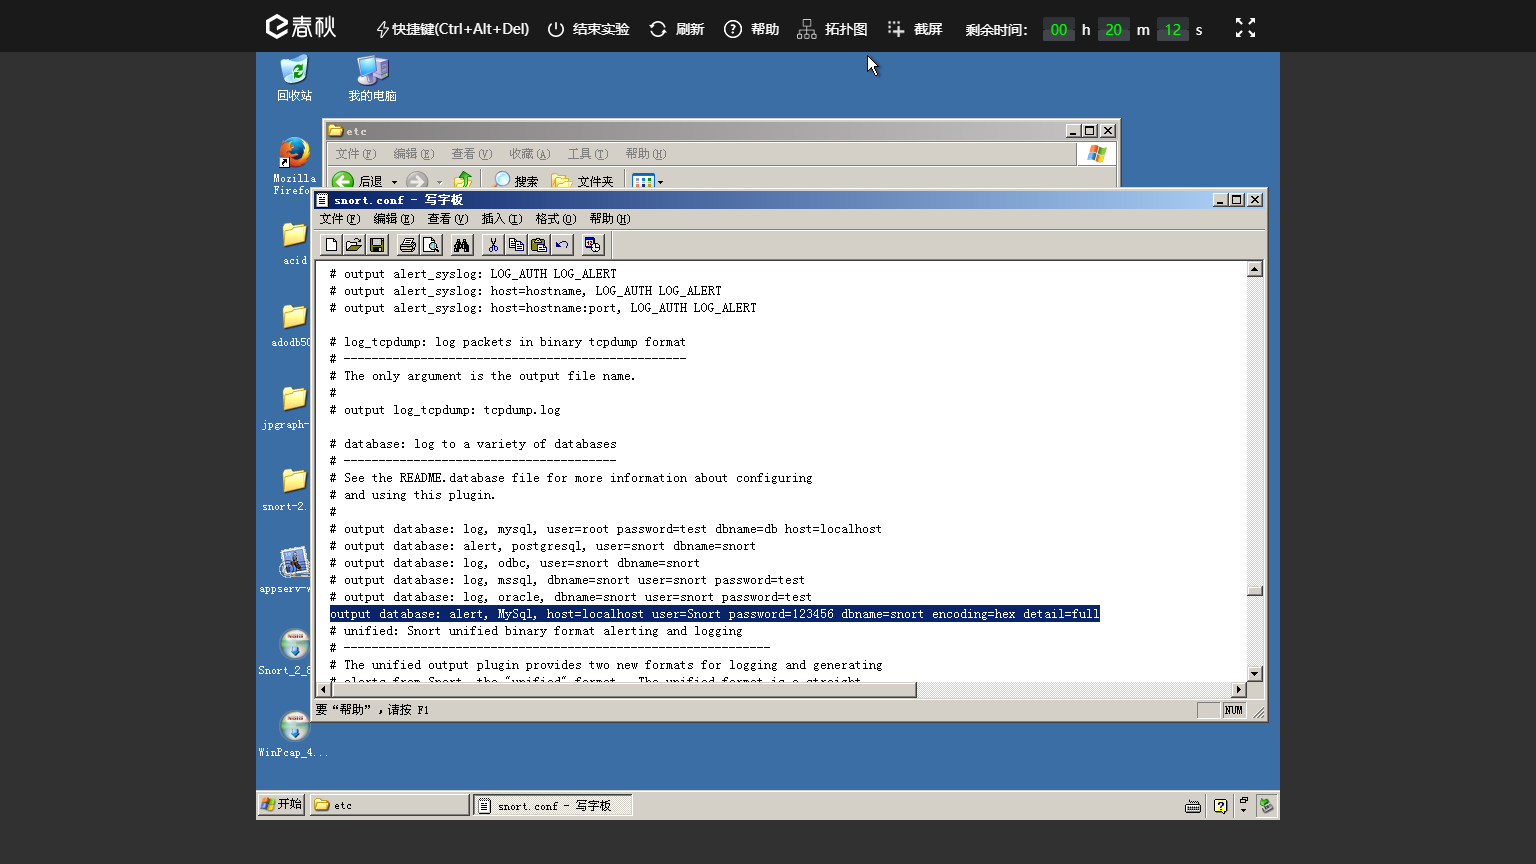 春秋 快捷键(Ctrl+Alt+Del) 结束实验 刷新 帮助 拓扑图 截屏 剩余时间: 00 h 20 m 12 s
回收站 我的电脑
Mozilla
Firefo
acid
adodb50
jpgraph-
snort-2.
appserv-w
Snort_2_8
WinPcap_4...
etc
文件(F) 编辑(E) 查看(V) 收藏(A) 工具(T) 帮助(H)
后退 搜索 文件夹
snort.conf - 写字板
文件(F) 编辑(E) 查看(V) 插入(I) 格式(O) 帮助(H)
# output alert_syslog: LOG_AUTH LOG_ALERT
# output alert_syslog: host=hostname, LOG_AUTH LOG_ALERT
# output alert_syslog: host=hostname:port, LOG_AUTH LOG_ALERT
# log_tcpdump: log packets in binary tcpdump format
# -------------------------------------------------
# The only argument is the output file name.
#
# output log_tcpdump: tcpdump.log
# database: log to a variety of databases
# ---------------------------------------
# See the README.database file for more information about configuring
# and using this plugin.
#
# output database: log, mysql, user=root password=test dbname=db host=localhost
# output database: alert, postgresql, user=snort dbname=snort
# output database: log, odbc, user=snort dbname=snort
# output database: log, mssql, dbname=snort user=snort password=test
# output database: log, oracle, dbname=snort user=snort password=test
output database: alert, MySql, host=localhost user=Snort password=123456 dbname=snort encoding=hex detail=full
# unified: Snort unified binary format alerting and logging
# -------------------------------------------------------------
# The unified output plugin provides two new formats for logging and generating
# alerts from Snort, the "unified" format. The unified format is a straight
要“帮助”，请按 F1
NUM
开始 etc snort.conf - 写字板